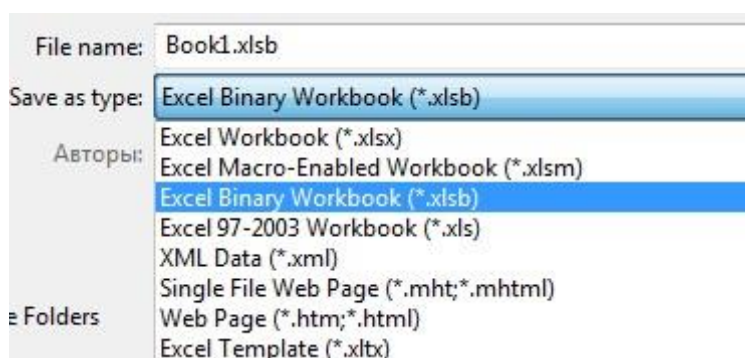 File name: Book1.xlsb
Save as type: Excel Binary Workbook (*.xlsb)
Авторы:
Excel Workbook (*.xlsx)
Excel Macro-Enabled Workbook (*.xlsm)
Excel Binary Workbook (*.xlsb)
Excel 97-2003 Workbook (*.xls)
XML Data (*.xml)
Single File Web Page (*.mht;*.mhtml)
e Folders
Web Page (*.htm;*.html)
Excel Template (*.xltx)